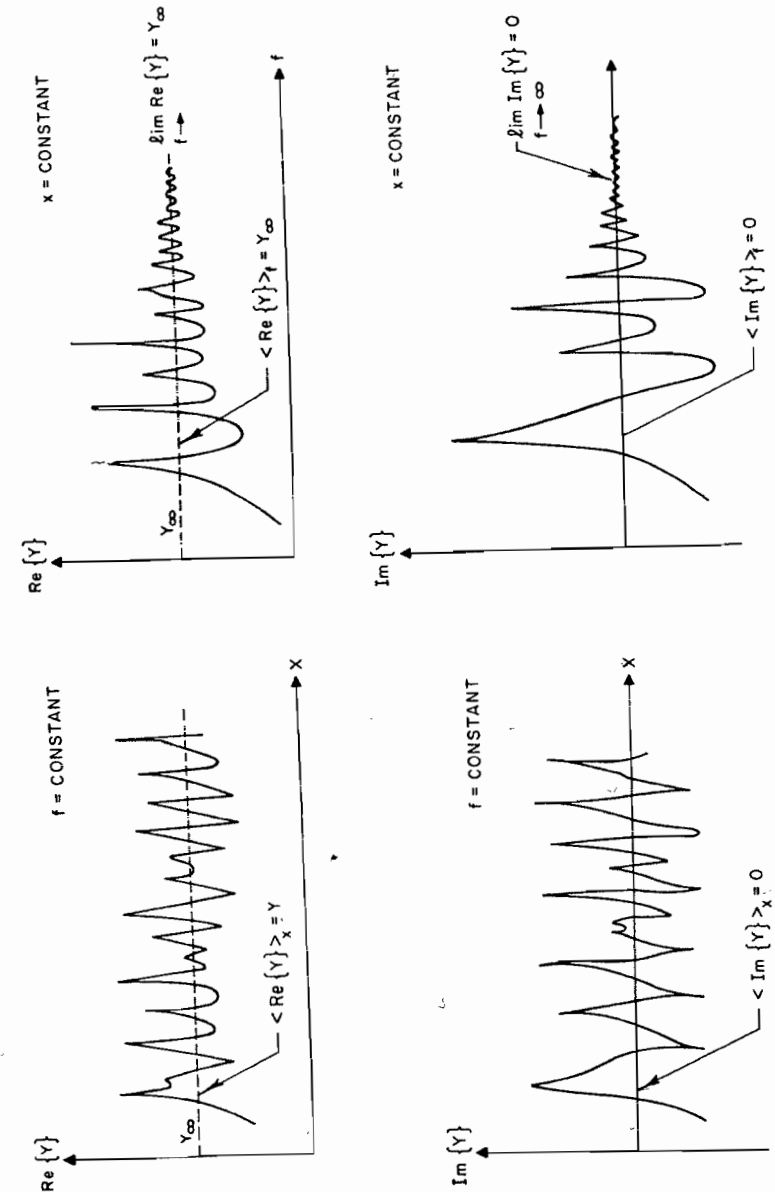 Re {Y}
f = CONSTANT
Y∞
< Re {Y} >x = Y
X
Re {Y}
x = CONSTANT
Y∞
lim Re {Y} = Y∞
f →
< Re {Y} >f = Y∞
f
Im {Y}
f = CONSTANT
X
< Im {Y} >x = 0
Im {Y}
x = CONSTANT
lim Im {Y} = 0
f → ∞
< Im {Y} >f = 0